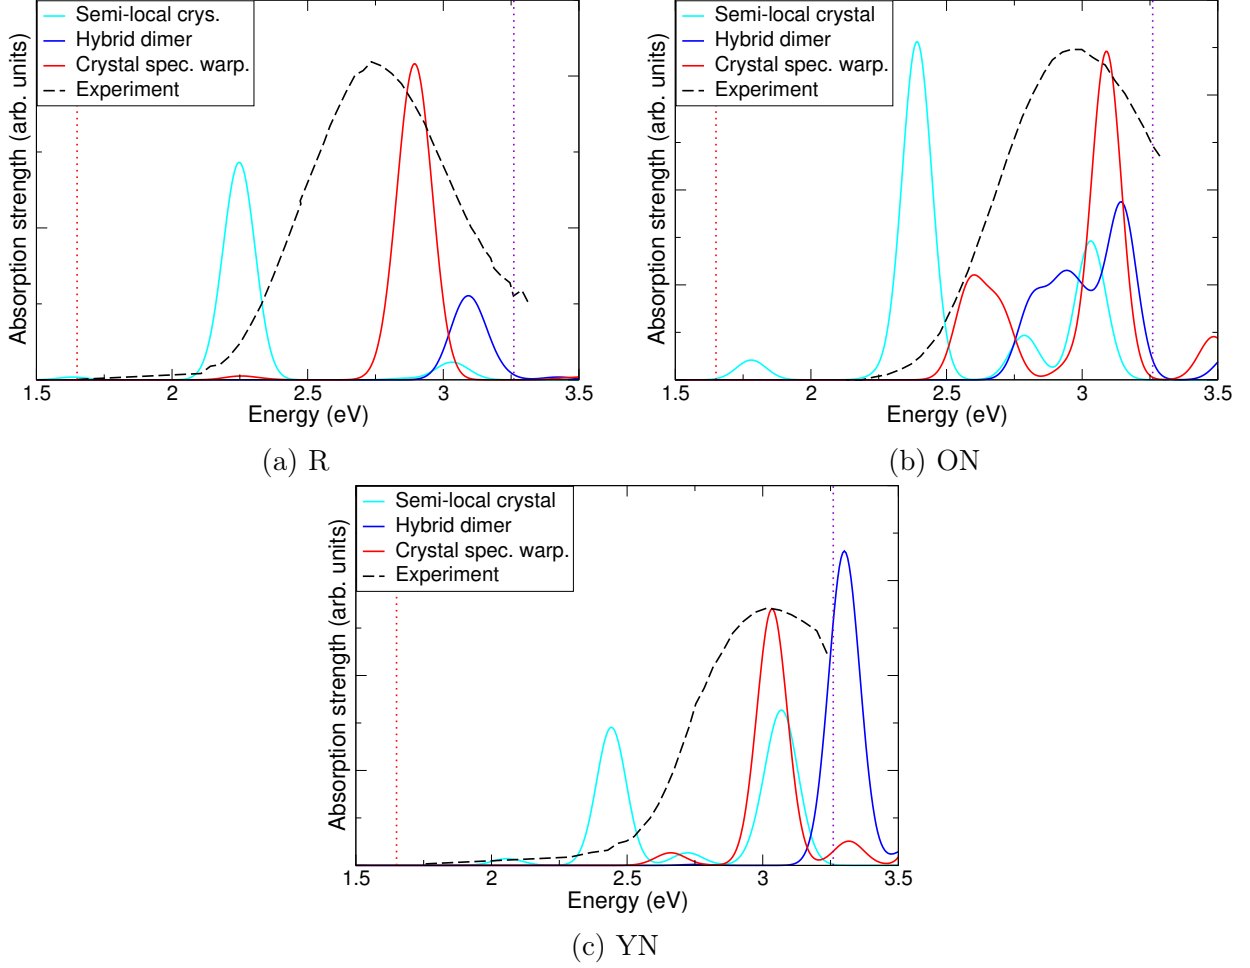 Semi-local crys.
Hybrid dimer
Crystal spec. warp.
Experiment
Absorption strength (arb. units)
1.5 2 2.5 3 3.5
Energy (eV)
(a) R
Semi-local crystal
Hybrid dimer
Crystal spec. warp.
Experiment
Absorption strength (arb. units)
1.5 2 2.5 3 3.5
Energy (eV)
(b) ON
Semi-local crystal
Hybrid dimer
Crystal spec. warp.
Experiment
Absorption strength (arb. units)
1.5 2 2.5 3 3.5
Energy (eV)
(c) YN